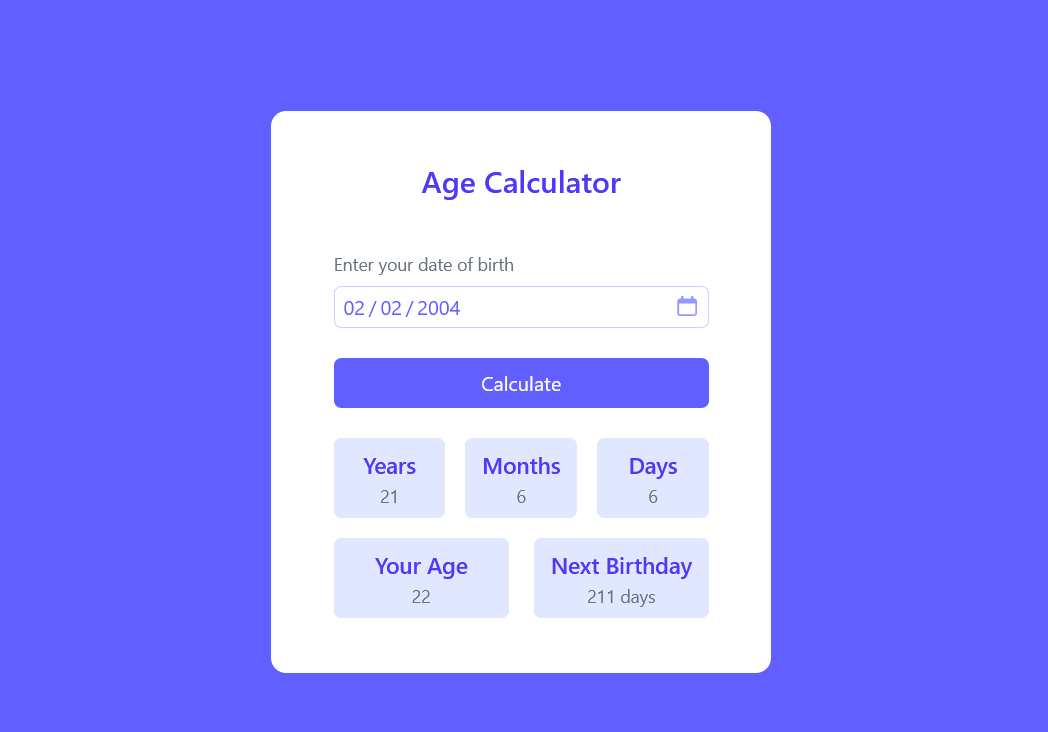 Age Calculator
Enter your date of birth
02 / 02 / 2004
Calculate
Years Months Days
21 6 6
Your Age Next Birthday
22 211 days